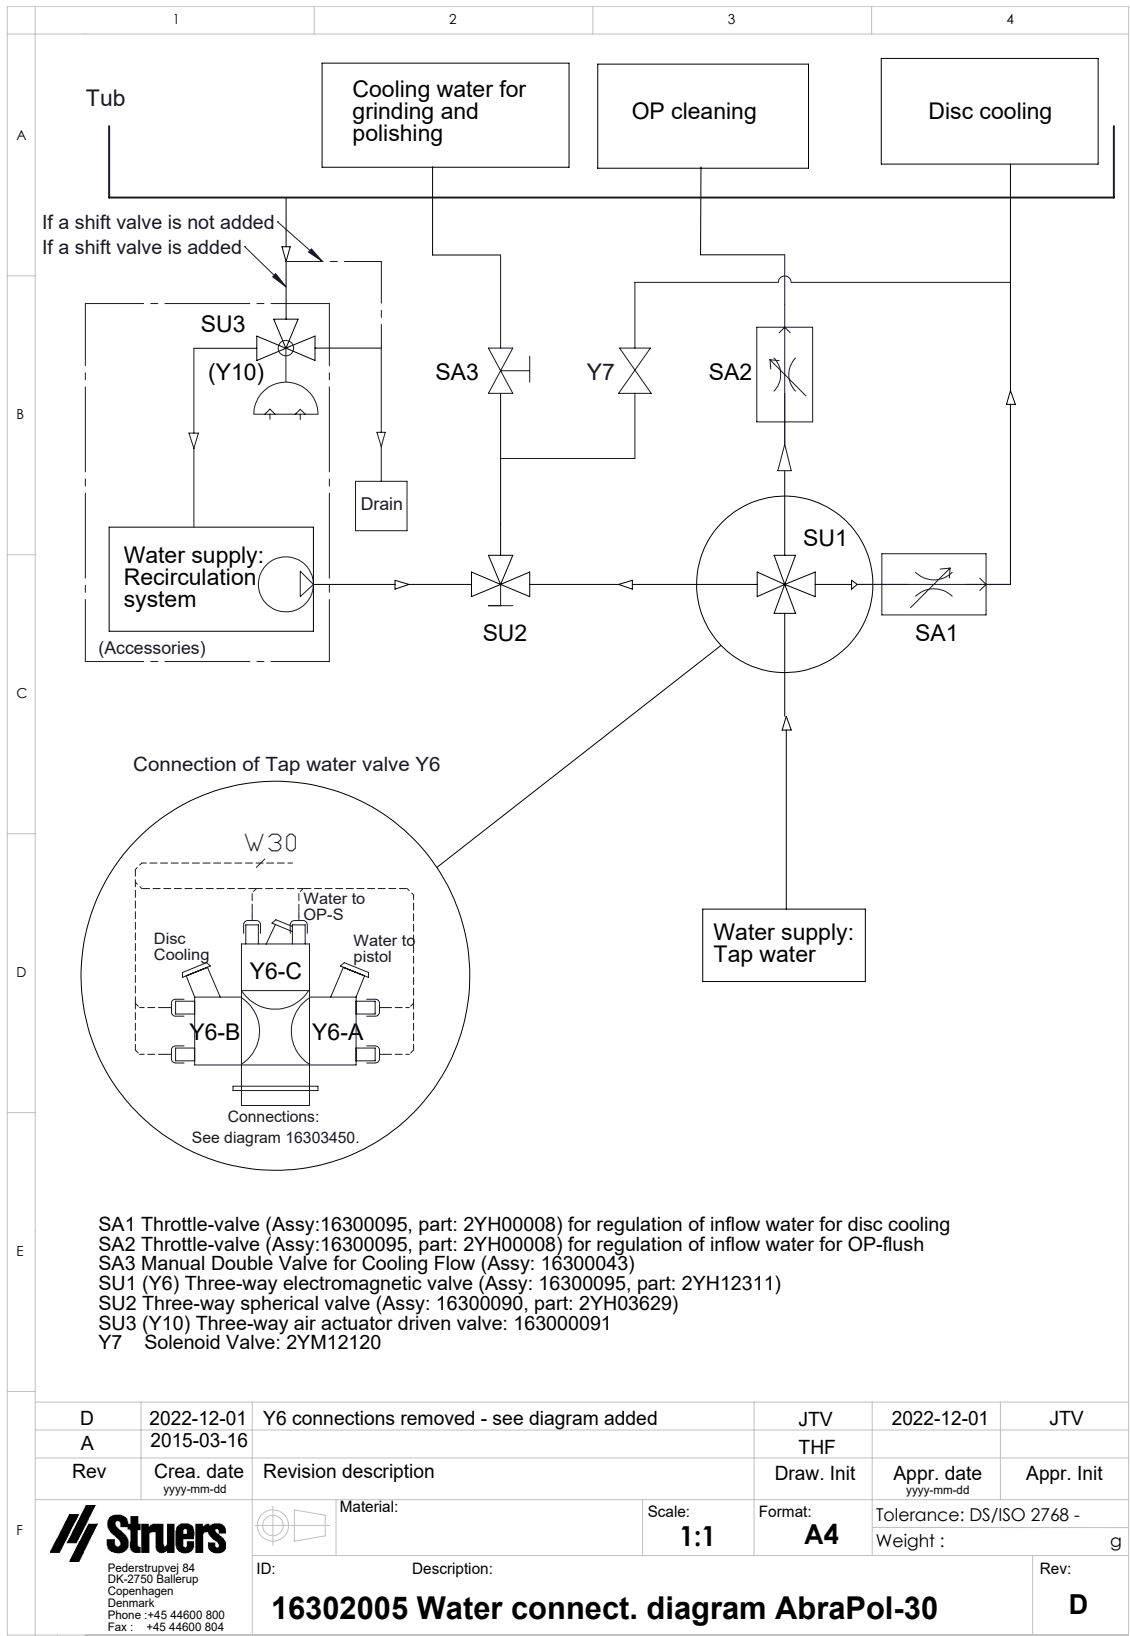 1 2 3 4
A
B
C
D
E
F
Tub
Cooling water for
grinding and
polishing
OP cleaning
Disc cooling
If a shift valve is not added
If a shift valve is added
SU3
(Y10)
SA3
Y7
SA2
Drain
SU1
Water supply:
Recirculation
system
(Accessories)
SU2
SA1
Connection of Tap water valve Y6
W30
Water to
OP-S
Disc
Cooling
Water to
pistol
Y6-C
Y6-B
Y6-A
Connections:
See diagram 16303450.
Water supply:
Tap water
SA1 Throttle-valve (Assy:16300095, part: 2YH00008) for regulation of inflow water for disc cooling
SA2 Throttle-valve (Assy:16300095, part: 2YH00008) for regulation of inflow water for OP-flush
SA3 Manual Double Valve for Cooling Flow (Assy: 16300043)
SU1 (Y6) Three-way electromagnetic valve (Assy: 16300095, part: 2YH12311)
SU2 Three-way spherical valve (Assy: 16300090, part: 2YH03629)
SU3 (Y10) Three-way air actuator driven valve: 163000091
Y7 Solenoid Valve: 2YM12120
D 2022-12-01 Y6 connections removed - see diagram added JTV 2022-12-01 JTV
A 2015-03-16 THF
Rev Crea. date Revision description Draw. Init Appr. date Appr. Init
yyyy-mm-dd yyyy-mm-dd
Struers
Pederstrupvej 84
DK-2750 Ballerup
Copenhagen
Denmark
Phone :+45 44600 800
Fax : +45 44600 804
Material:
Scale:
1:1
Format:
A4
Tolerance: DS/ISO 2768 -
Weight : g
ID: Description:
16302005 Water connect. diagram AbraPol-30
Rev:
D